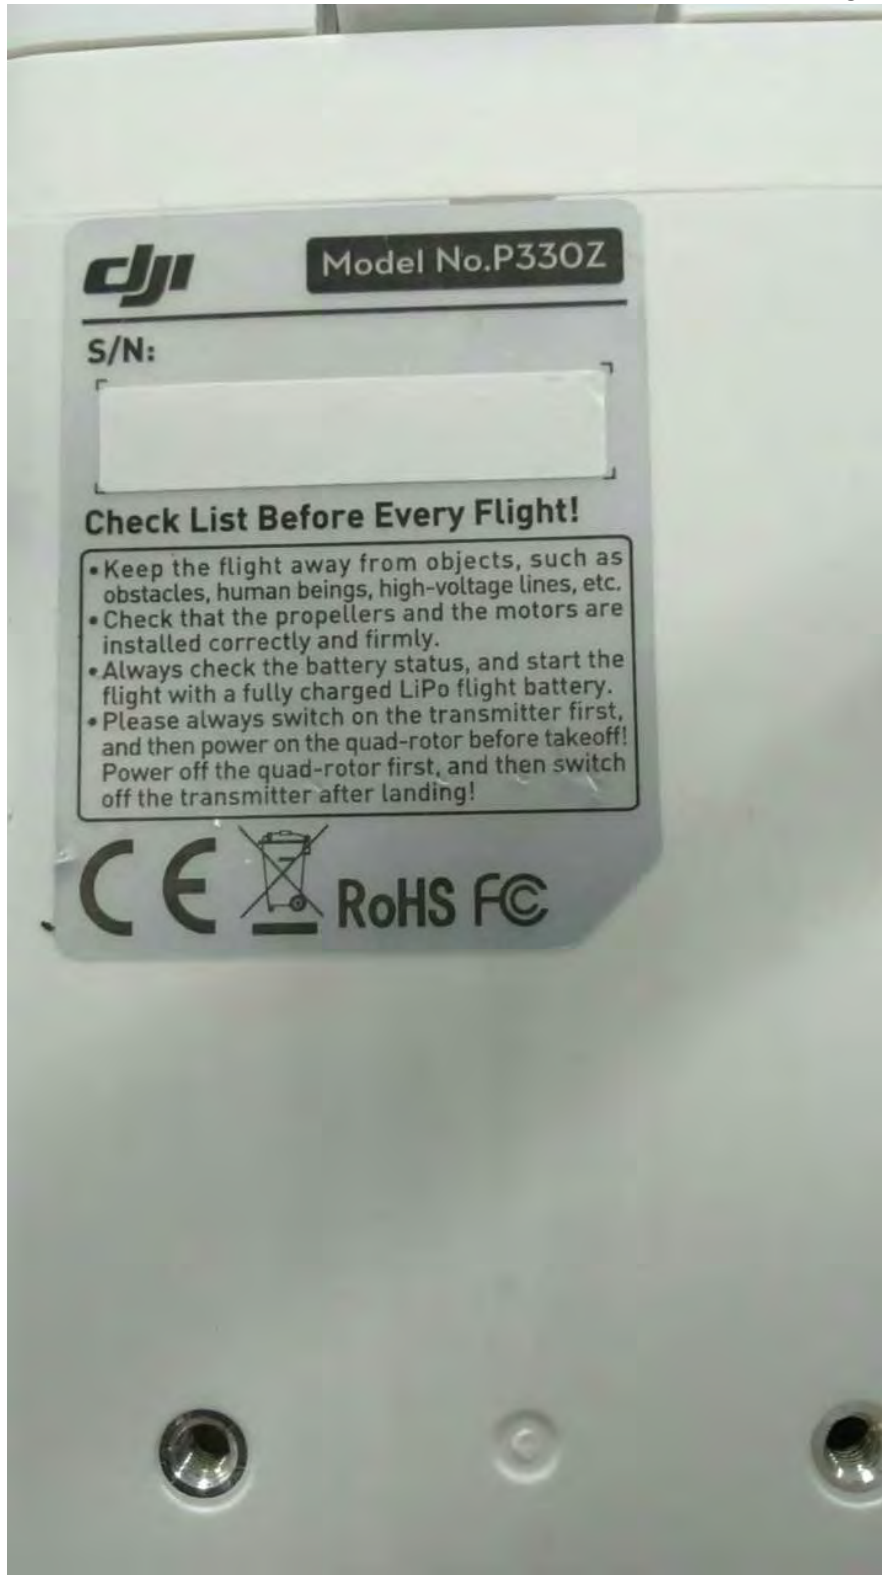 dji
Model No.P330Z
S/N:
Check List Before Every Flight!
•Keep the flight away from objects, such as
obstacles, human beings, high-voltage lines, etc.
•Check that the propellers and the motors are
installed correctly and firmly.
•Always check the battery status, and start the
flight with a fully charged LiPo flight battery.
•Please always switch on the transmitter first,
and then power on the quad-rotor before takeoff!
Power off the quad-rotor first, and then switch
off the transmitter after landing!
CE RoHS FC